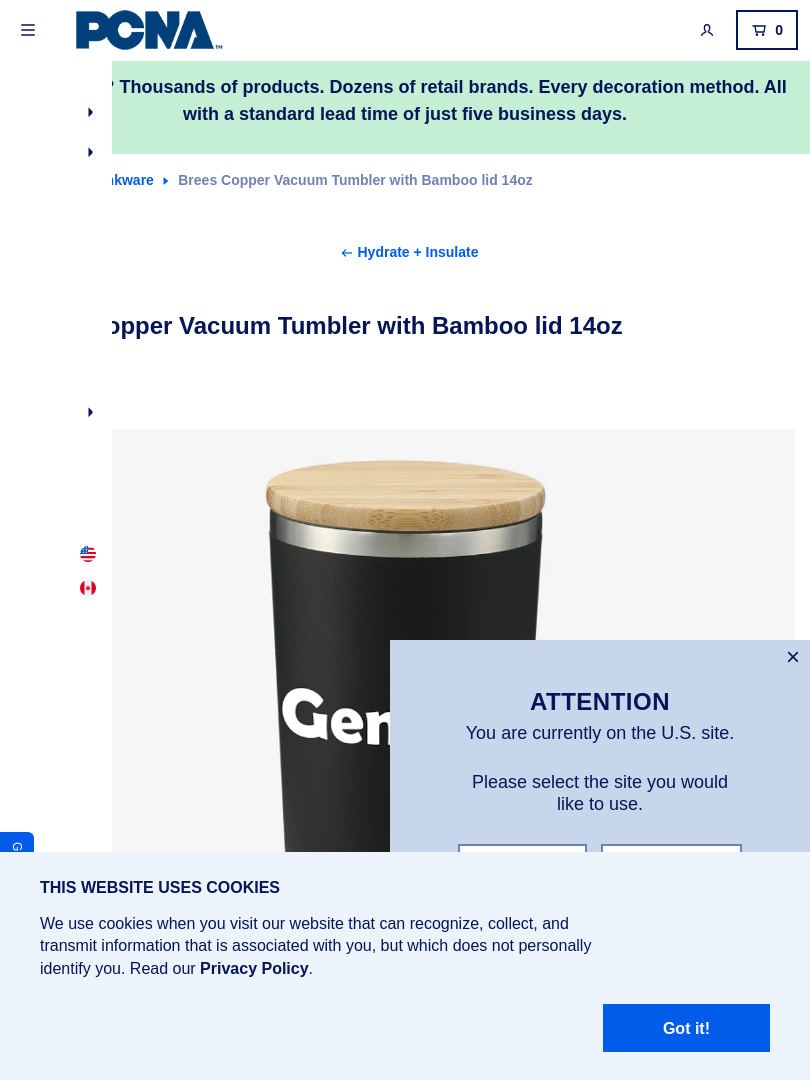 PCNA
TM
0
Thousands of products. Dozens of retail brands. Every decoration method. All
with a standard lead time of just five business days.
Brees Copper Vacuum Tumbler with Bamboo lid 14oz
Hydrate + Insulate
Vacuum Tumbler with Bamboo lid 14oz
ATTENTION
You are currently on the U.S. site.
Please select the site you would
like to use.
G
THIS WEBSITE USES COOKIES
We use cookies when you visit our website that can recognize, collect, and
transmit information that is associated with you, but which does not personally
identify you. Read our Privacy Policy.
Got it!